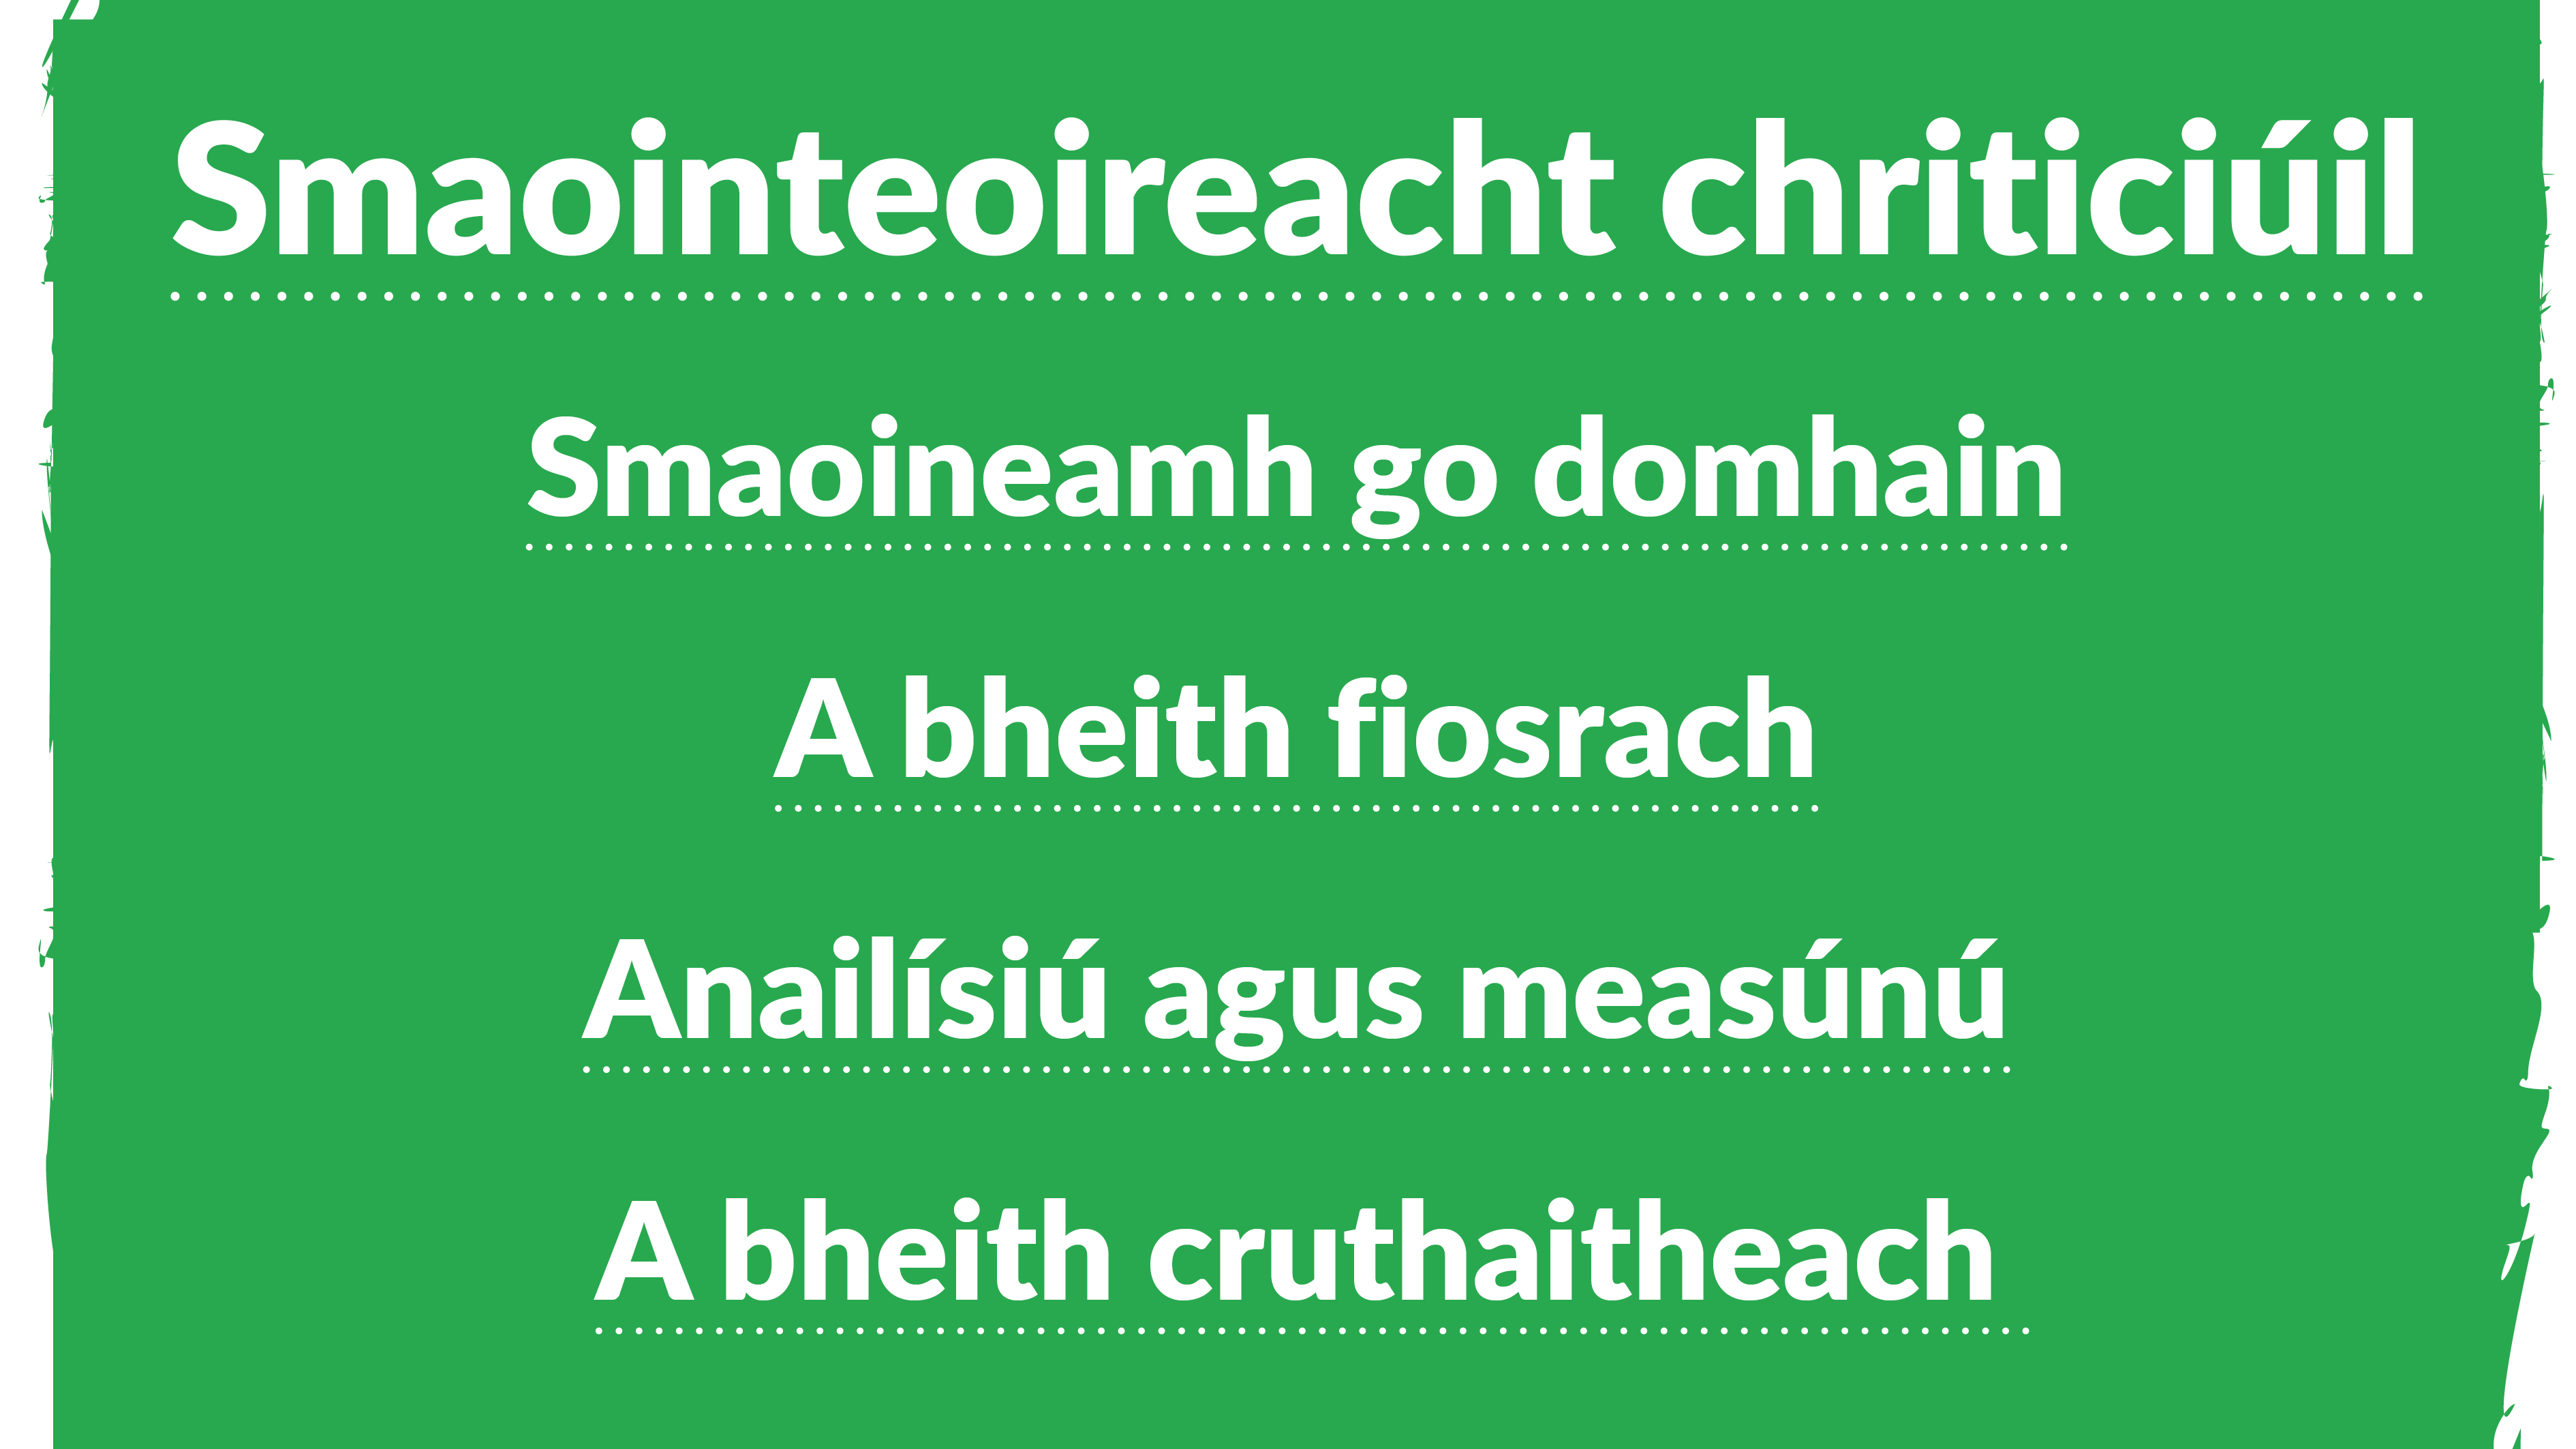 Smaointeoireacht chriticiúil
Smaoineamh go domhain
A bheith fiosrach
Anailísiú agus measúnú
A bheith cruthaitheach